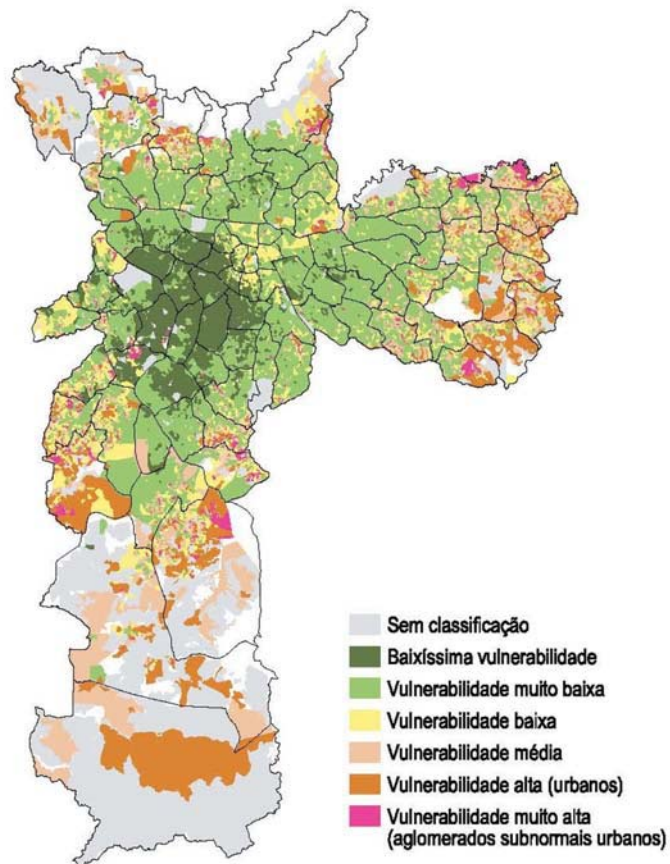 Sem classificação
Baixíssima vulnerabilidade
Vulnerabilidade muito baixa
Vulnerabilidade baixa
Vulnerabilidade média
Vulnerabilidade alta (urbanos)
Vulnerabilidade muito alta
(aglomerados subnormais urbanos)